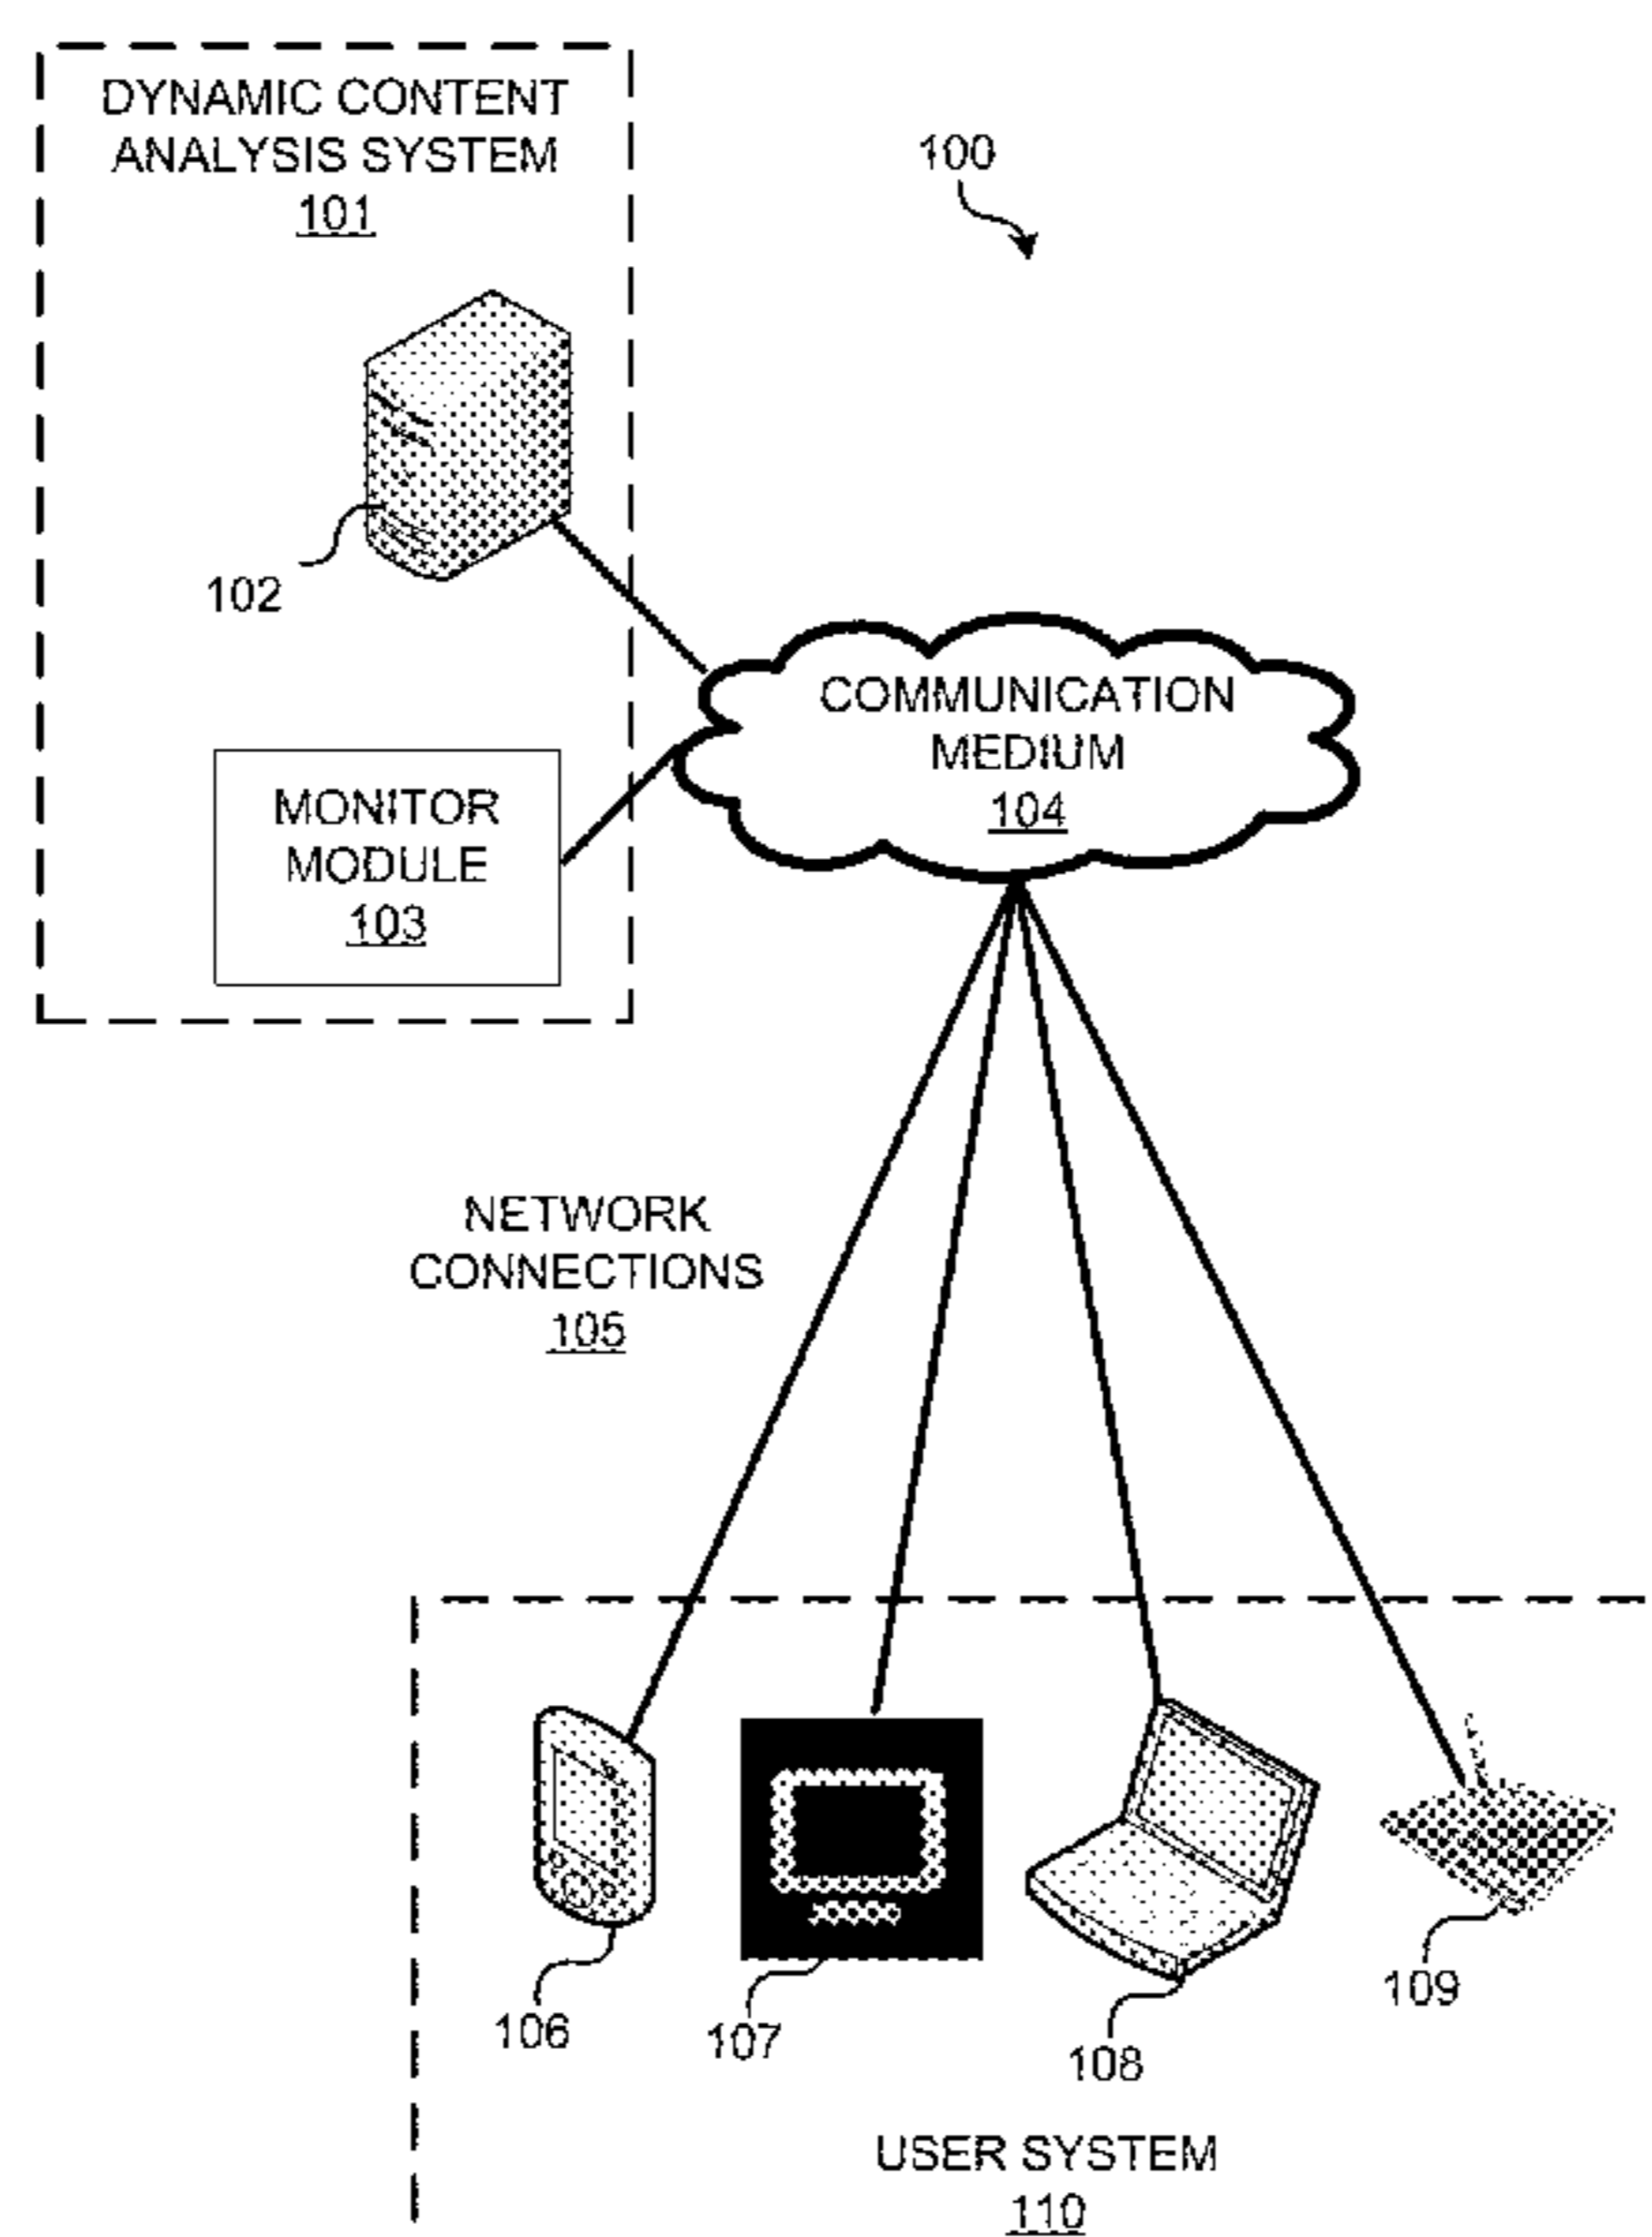 DYNAMIC CONTENT
ANALYSIS SYSTEM
101
100
102
COMMUNICATION
MEDIUM
104
MONITOR
MODULE
103
NETWORK
CONNECTIONS
105
106
107
108
109
USER SYSTEM
110